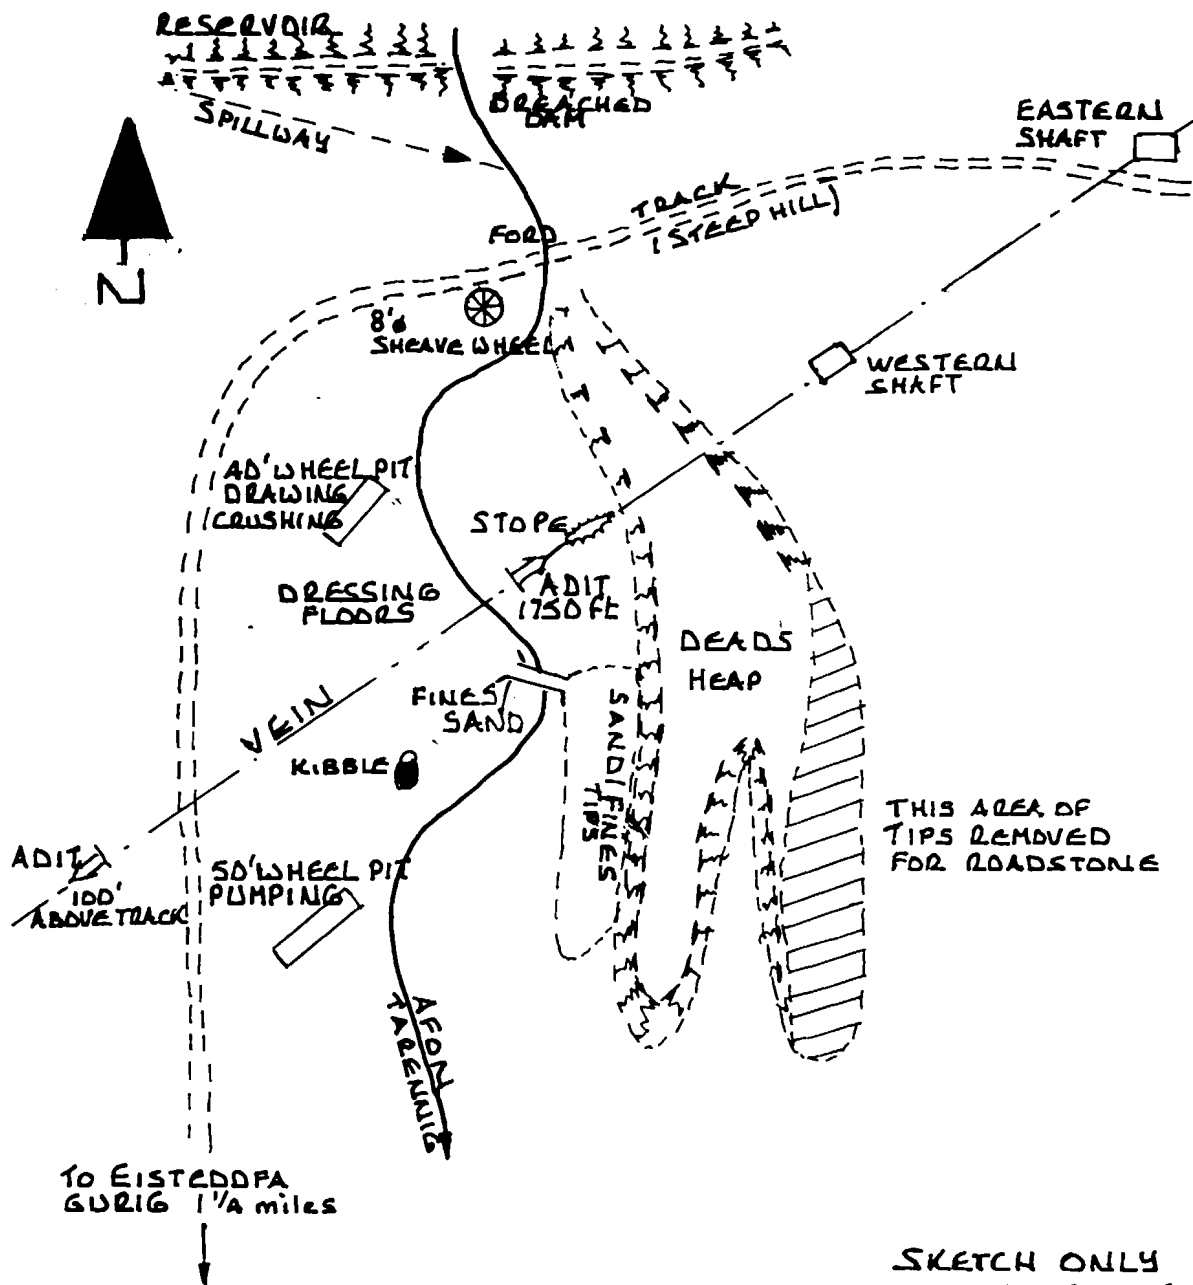 RESERVOIR
BREACHED
DAM
SPILLWAY
EASTERN
SHAFT
TRACK
(STEEP HILL)
FORD
N
8'ø
SHEAVE WHEEL
WESTERN
SHAFT
40' WHEEL PIT
DRAWING
CRUSHING
STOPE
ADIT
1750 FT
DRESSING
FLOORS
DEADS
HEAP
FINES
SAND
SAND/FINES
TIPS
VEIN
KIBBLE
THIS AREA OF
TIPS REMOVED
FOR ROADSTONE
ADIT
100'
ABOVE TRACK
50' WHEEL PIT
PUMPING
AFON
TARENNIG
TO EISTEDDFA
GURIG 1 1/4 miles
SKETCH ONLY